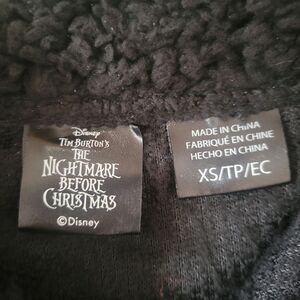 Disney
TIM BURTON'S
THE
NIGHTMARE
BEFORE
CHRISTMAS
©Disney
MADE IN CHINA
FABRIQUÉ EN CHINE
HECHO EN CHINA
XS/TP/EC